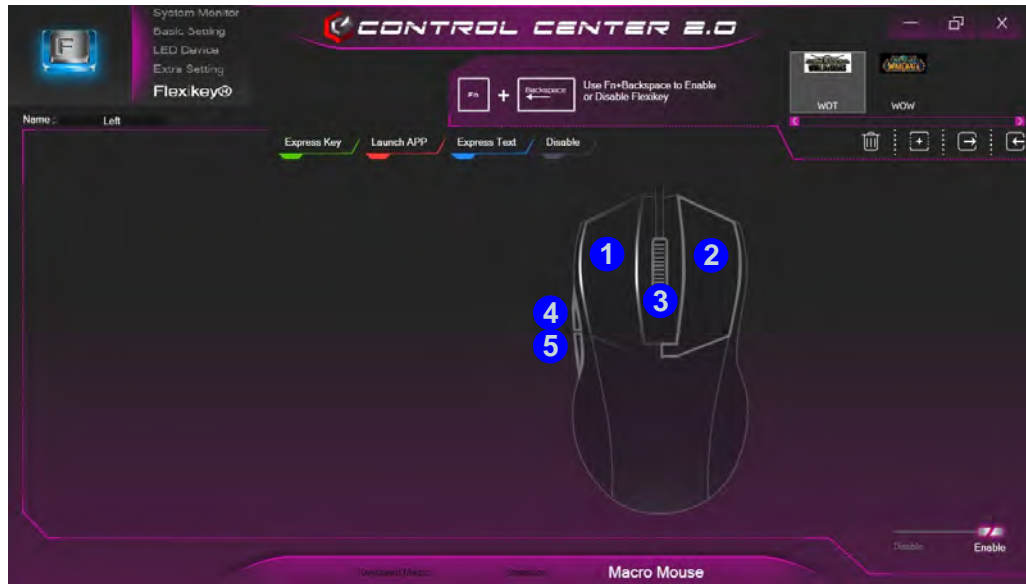 System Monitor
Basic Setting
LED Device
Extra Setting
Flexikey®
CONTROL CENTER 2.0
F
Fn + Backspace
Use Fn+Backspace to Enable
or Disable Flexikey
WOT
WOW
Name : Left
Express Key
Launch APP
Express Text
Disable
1
2
3
4
5
Disable
Enable
Macro Mouse